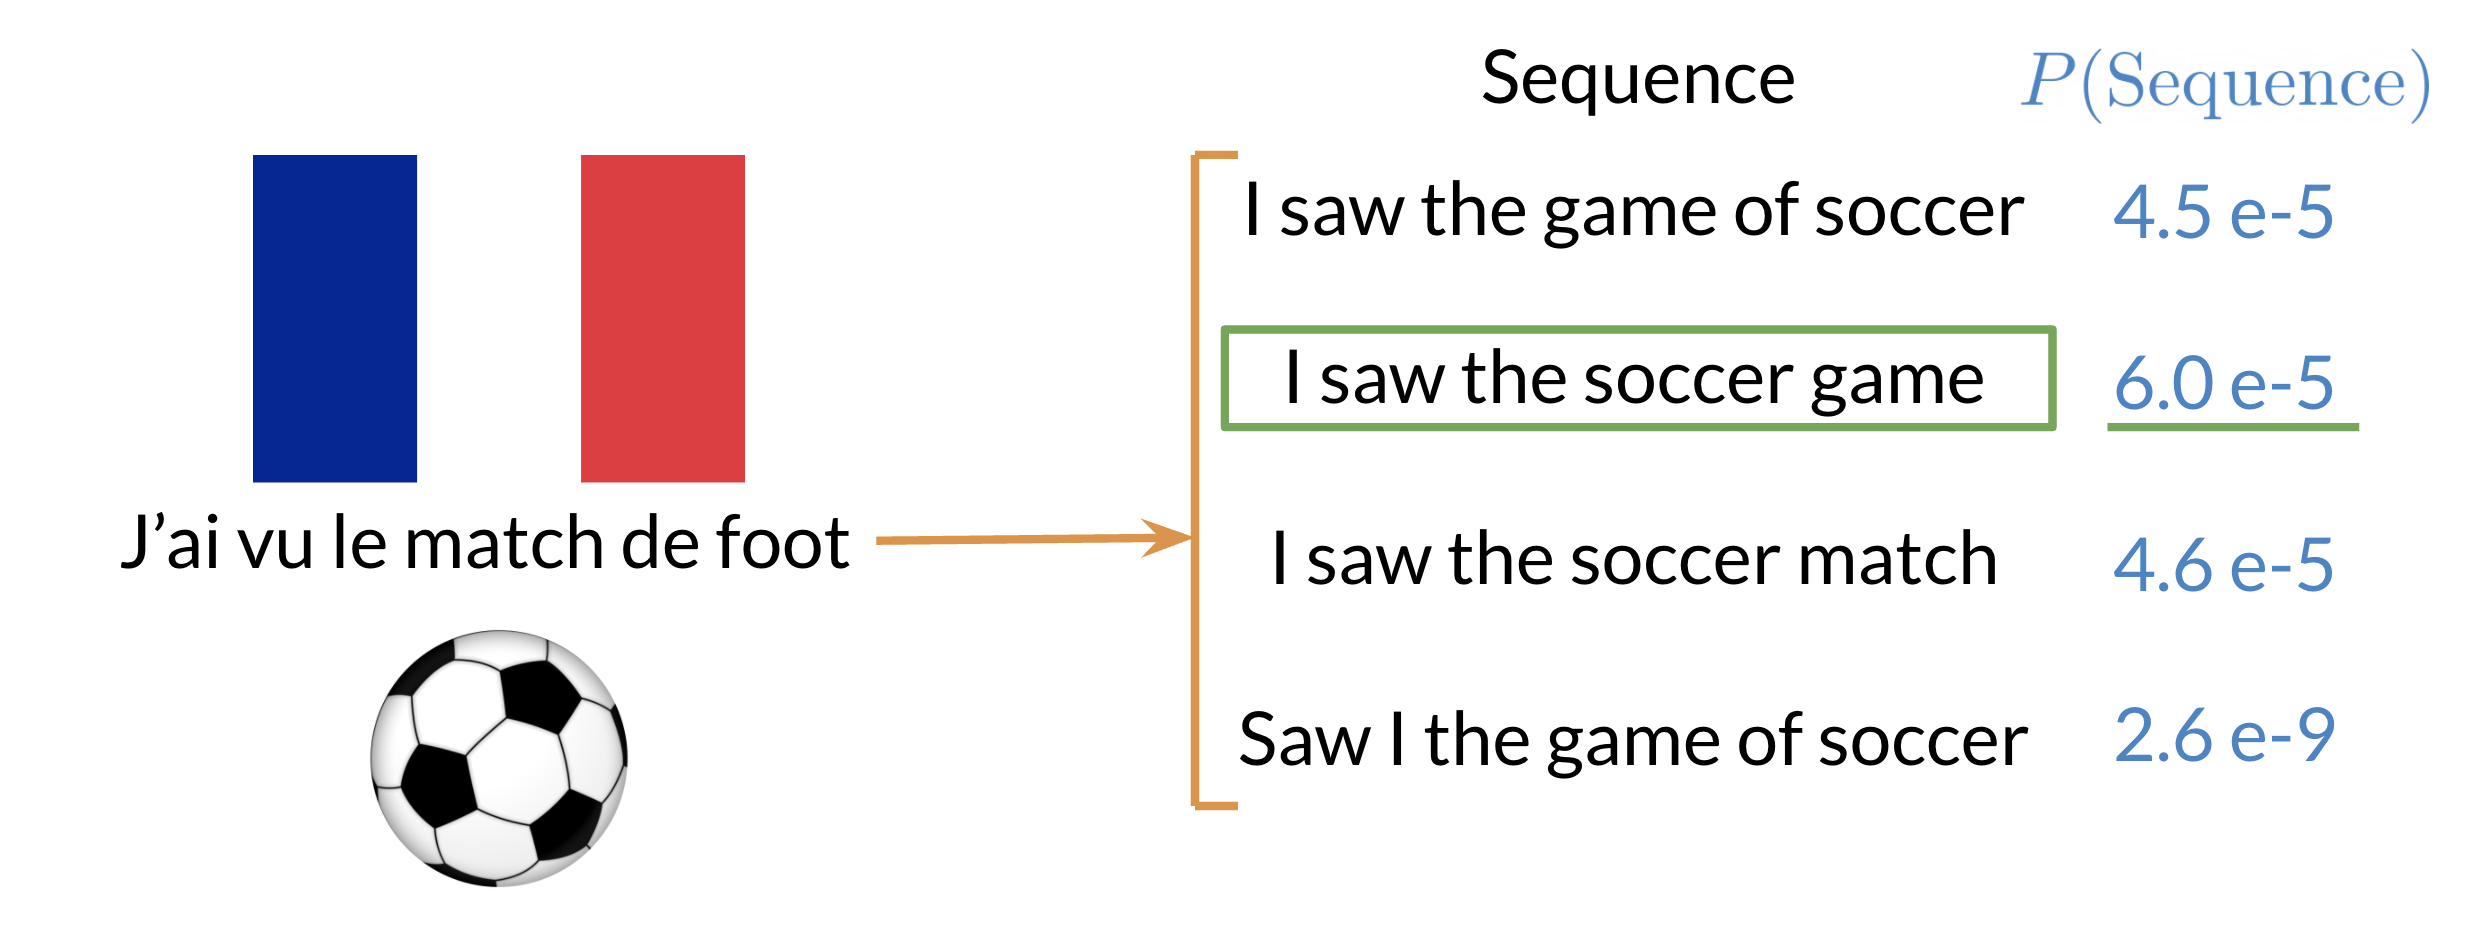 Sequence P(Sequence)
I saw the game of soccer 4.5 e-5
I saw the soccer game 6.0 e-5
J’ai vu le match de foot
I saw the soccer match 4.6 e-5
Saw I the game of soccer 2.6 e-9